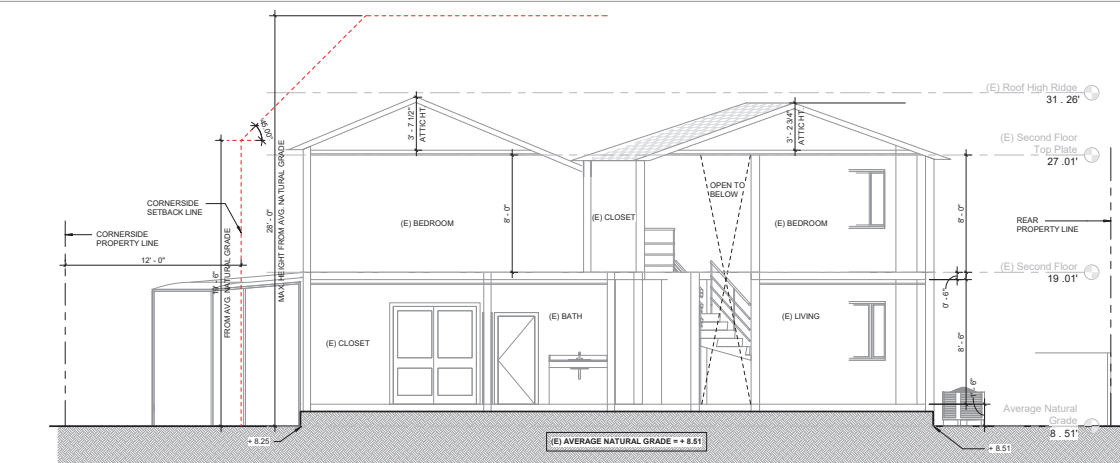 (E) Roof High Ridge
31 . 26'
(E) Second Floor
Top Plate
27 .01'
(E) Second Floor
19 .01'
Average Natural
Grade
8 . 51'
REAR
PROPERTY LINE
CORNERSIDE
SETBACK LINE
CORNERSIDE
PROPERTY LINE
12' - 0"
FROM AVG. NATURAL GRADE
28' - 0"
MAX HEIGHT FROM AVG. NATURAL GRADE
3' - 7 1/2"
ATTIC HT
3' - 2 3/4"
ATTIC HT
(E) BEDROOM
8' - 0"
(E) CLOSET
OPEN TO
BELOW
(E) BEDROOM
8' - 0"
0' - 6"
(E) CLOSET
(E) BATH
(E) LIVING
8' - 6"
+ 8.25
(E) AVERAGE NATURAL GRADE = + 8.51
+ 8.51